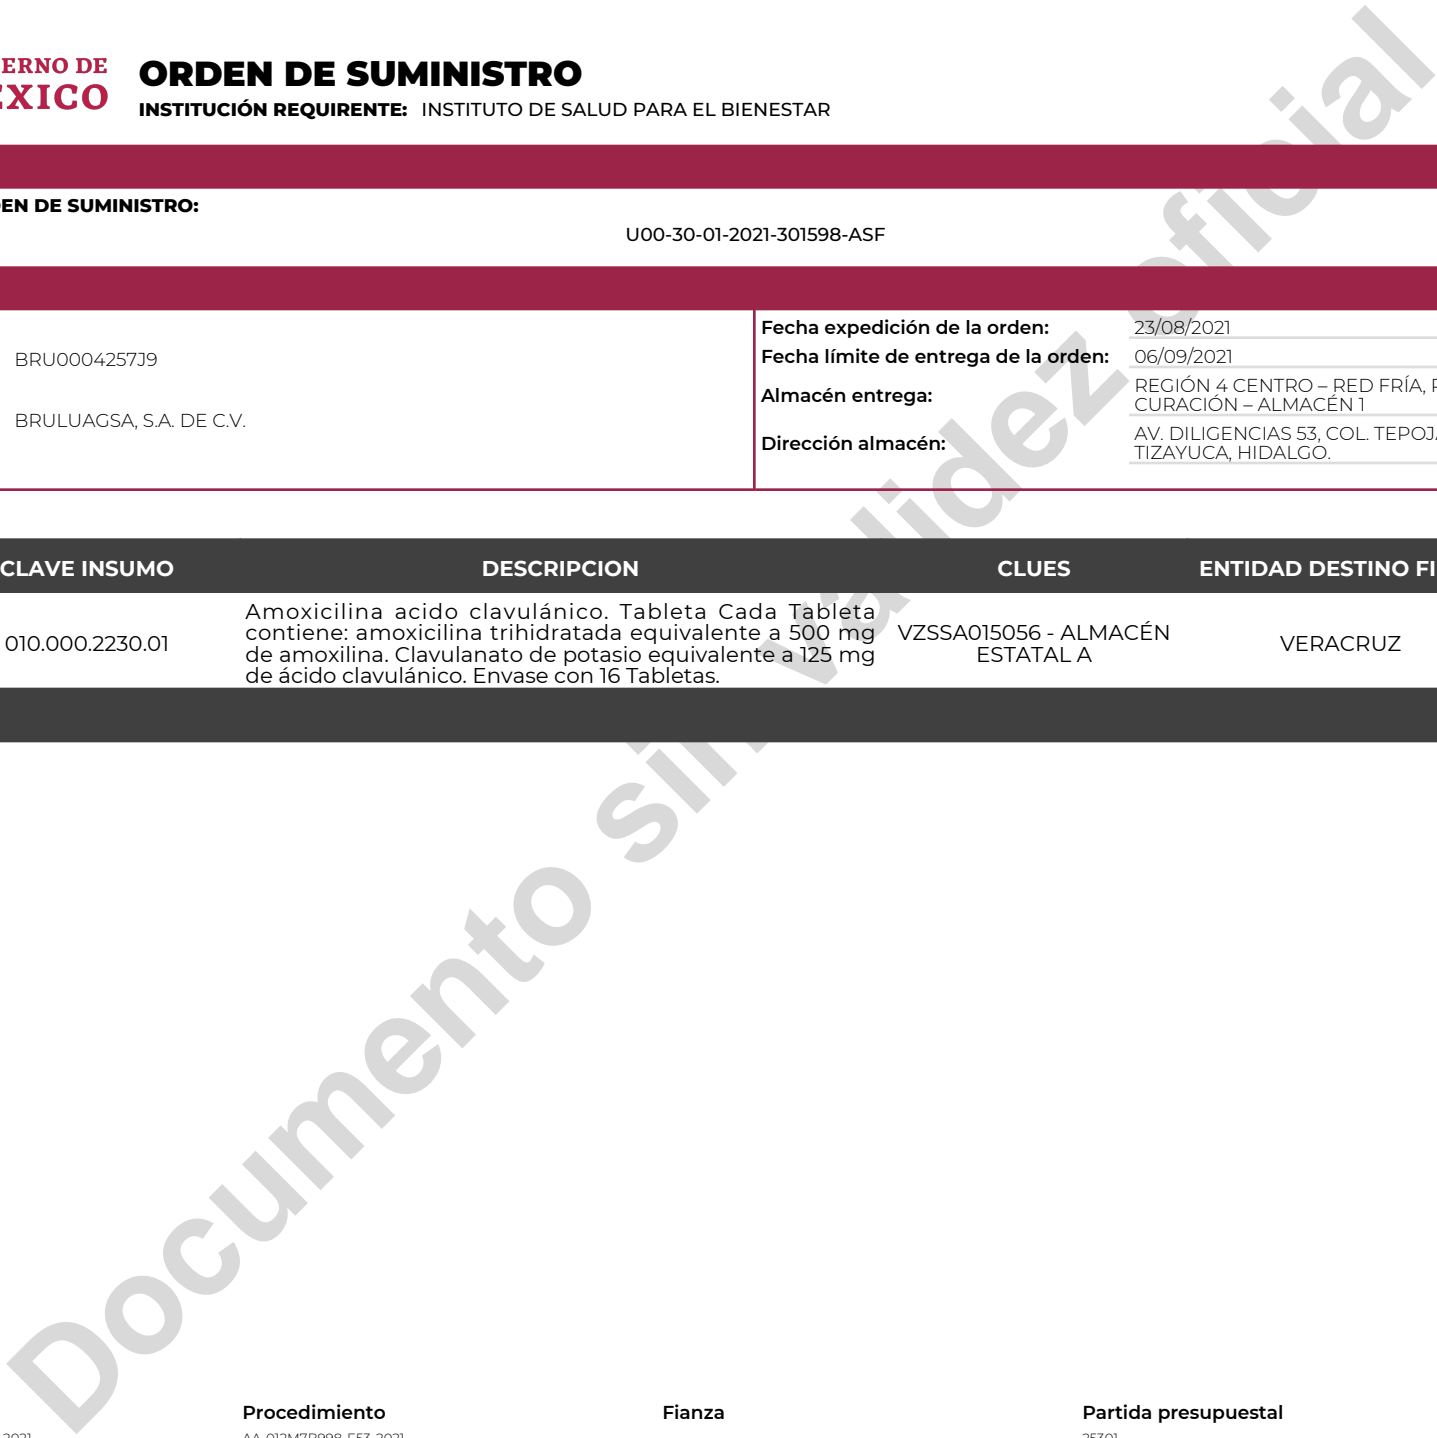 ERNO DE
ORDEN DE SUMINISTRO
INSTITUCIÓN REQUIRENTE: INSTITUTO DE SALUD PARA EL BIENESTAR
EN DE SUMINISTRO:
U00-30-01-2021-301598-ASF
BRU0004257J9
BRULUAGSA, S.A. DE C.V.
Fecha expedición de la orden: 23/08/2021
Fecha límite de entrega de la orden: 06/09/2021
Almacén entrega: REGIÓN 4 CENTRO – RED FRÍA,
CURACIÓN – ALMACÉN 1
Dirección almacén: AV. DILIGENCIAS 53, COL. TEPOJ
TIZAYUCA, HIDALGO.
CLAVE INSUMO DESCRIPCION CLUES ENTIDAD DESTINO FI
010.000.2230.01
Amoxicilina acido clavulánico. Tableta Cada Tableta
contiene: amoxicilina trihidratada equivalente a 500 mg
de amoxilina. Clavulanato de potasio equivalente a 125 mg
de ácido clavulánico. Envase con 16 Tabletas.
VZSSA015056 - ALMACÉN
ESTATAL A
VERACRUZ
Documento sin validez oficial
Procedimiento Fianza Partida presupuestal